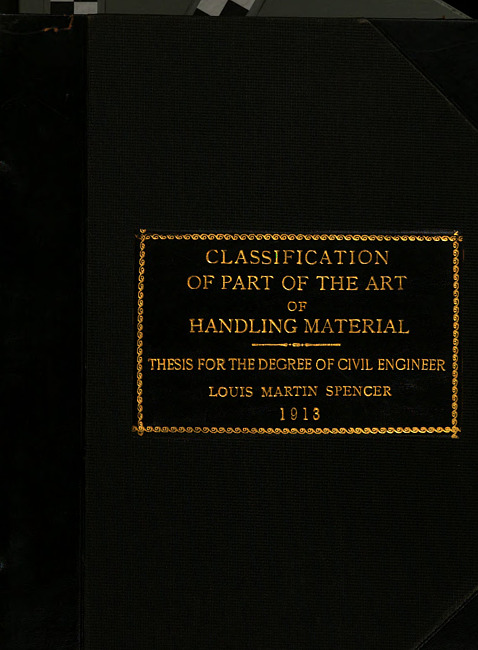 CLASSIFICATION
OF PART OF THE ART
OF
HANDLING MATERIAL
THESIS FOR THE DEGREE OF CIVIL ENGINEER
LOUIS MARTIN SPENCER
1913